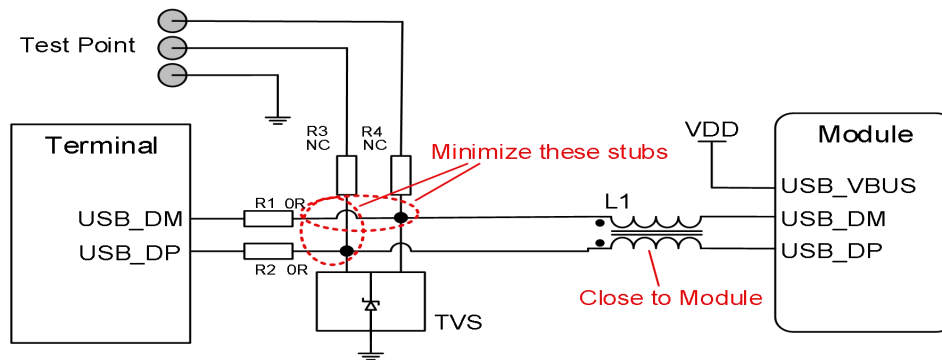 Test Point
R3
NC
R4
NC
Minimize these stubs
VDD
Terminal
Module
USB_VBUS
R1 0R
L1
USB_DM
USB_DM
USB_DP
USB_DP
R2 0R
Close to Module
TVS